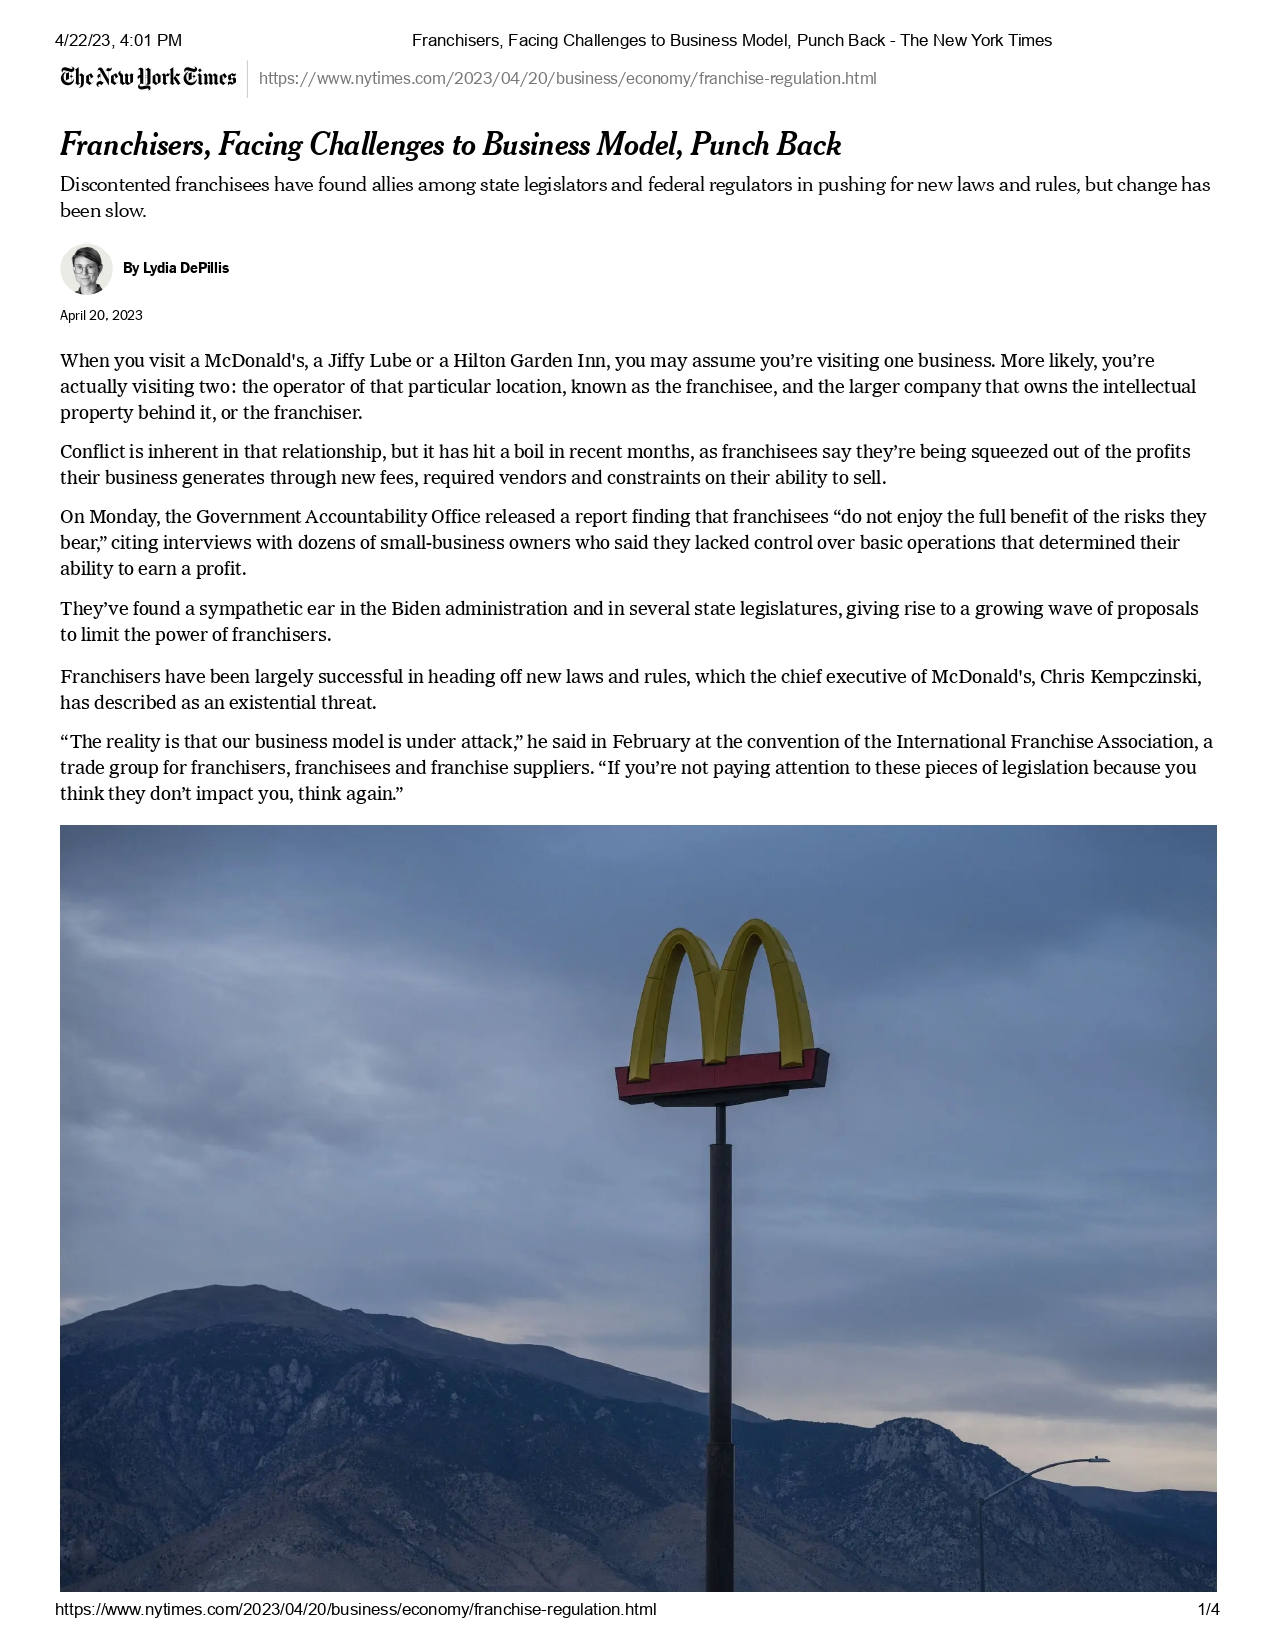 4/22/23, 4:01 PM Franchisers, Facing Challenges to Business Model, Punch Back - The New York Times
The New York Times https://www.nytimes.com/2023/04/20/business/economy/franchise-regulation.html
Franchisers, Facing Challenges to Business Model, Punch Back
Discontented franchisees have found allies among state legislators and federal regulators in pushing for new laws and rules, but change has
been slow.
By Lydia DePillis
April 20, 2023
When you visit a McDonald's, a Jiffy Lube or a Hilton Garden Inn, you may assume you’re visiting one business. More likely, you’re
actually visiting two: the operator of that particular location, known as the franchisee, and the larger company that owns the intellectual
property behind it, or the franchiser.
Conflict is inherent in that relationship, but it has hit a boil in recent months, as franchisees say they’re being squeezed out of the profits
their business generates through new fees, required vendors and constraints on their ability to sell.
On Monday, the Government Accountability Office released a report finding that franchisees “do not enjoy the full benefit of the risks they
bear,” citing interviews with dozens of small-business owners who said they lacked control over basic operations that determined their
ability to earn a profit.
They’ve found a sympathetic ear in the Biden administration and in several state legislatures, giving rise to a growing wave of proposals
to limit the power of franchisers.
Franchisers have been largely successful in heading off new laws and rules, which the chief executive of McDonald's, Chris Kempczinski,
has described as an existential threat.
“The reality is that our business model is under attack,” he said in February at the convention of the International Franchise Association, a
trade group for franchisers, franchisees and franchise suppliers. “If you’re not paying attention to these pieces of legislation because you
think they don’t impact you, think again.”
https://www.nytimes.com/2023/04/20/business/economy/franchise-regulation.html 1/4